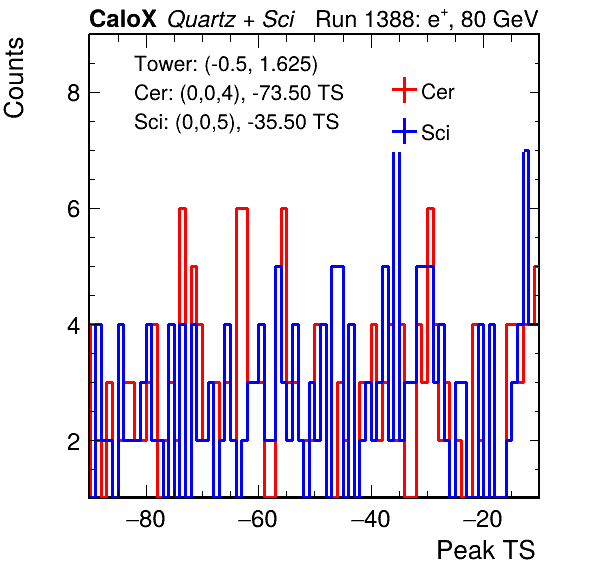 CaloX Quartz + Sci Run 1388: e+, 80 GeV
Counts
Tower: (-0.5, 1.625)
Cer: (0,0,4), -73.50 TS
Sci: (0,0,5), -35.50 TS
Cer
Sci
8
6
4
2
−80 −60 −40 −20
Peak TS